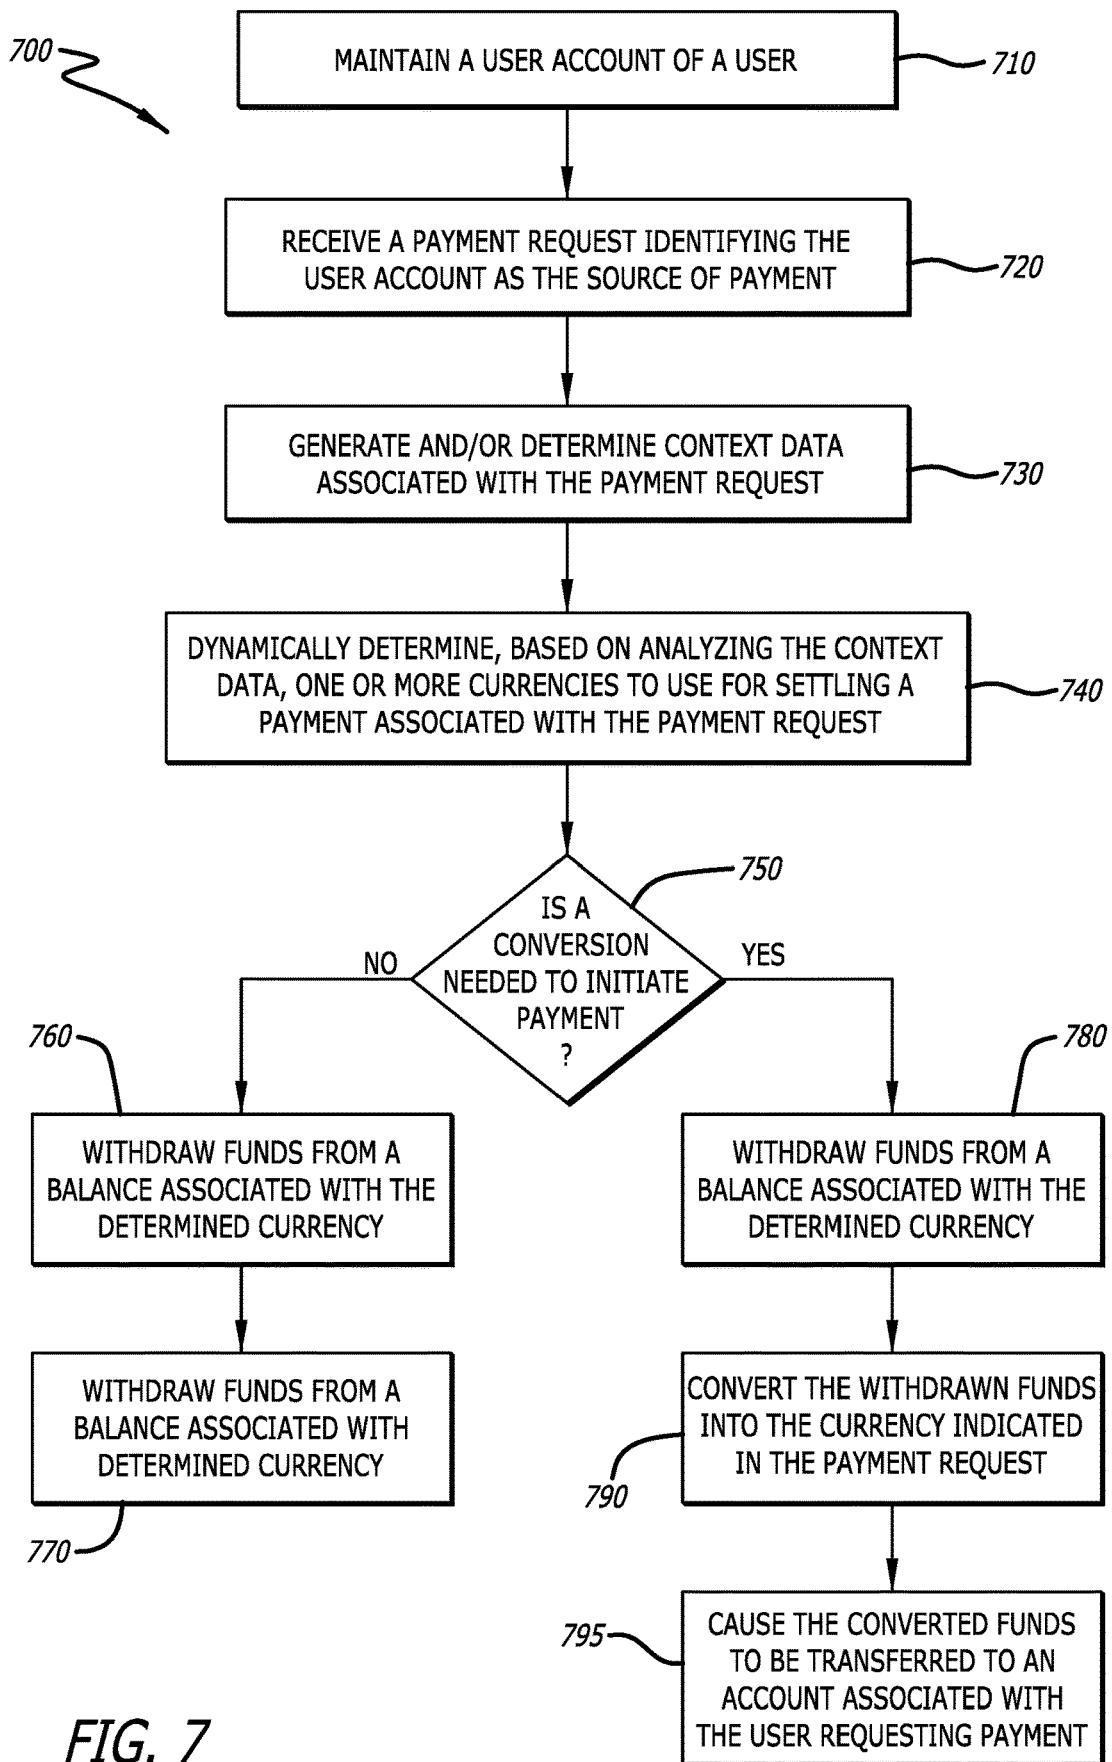 700
MAINTAIN A USER ACCOUNT OF A USER
710
RECEIVE A PAYMENT REQUEST IDENTIFYING THE
USER ACCOUNT AS THE SOURCE OF PAYMENT
720
GENERATE AND/OR DETERMINE CONTEXT DATA
ASSOCIATED WITH THE PAYMENT REQUEST
730
DYNAMICALLY DETERMINE, BASED ON ANALYZING THE CONTEXT
DATA, ONE OR MORE CURRENCIES TO USE FOR SETTLING A
PAYMENT ASSOCIATED WITH THE PAYMENT REQUEST
740
750
IS A
CONVERSION
NEEDED TO INITIATE
PAYMENT
?
NO
YES
760
WITHDRAW FUNDS FROM A
BALANCE ASSOCIATED WITH THE
DETERMINED CURRENCY
WITHDRAW FUNDS FROM A
BALANCE ASSOCIATED WITH
DETERMINED CURRENCY
770
780
WITHDRAW FUNDS FROM A
BALANCE ASSOCIATED WITH THE
DETERMINED CURRENCY
CONVERT THE WITHDRAWN FUNDS
INTO THE CURRENCY INDICATED
IN THE PAYMENT REQUEST
790
795
CAUSE THE CONVERTED FUNDS
TO BE TRANSFERRED TO AN
ACCOUNT ASSOCIATED WITH
THE USER REQUESTING PAYMENT
FIG. 7